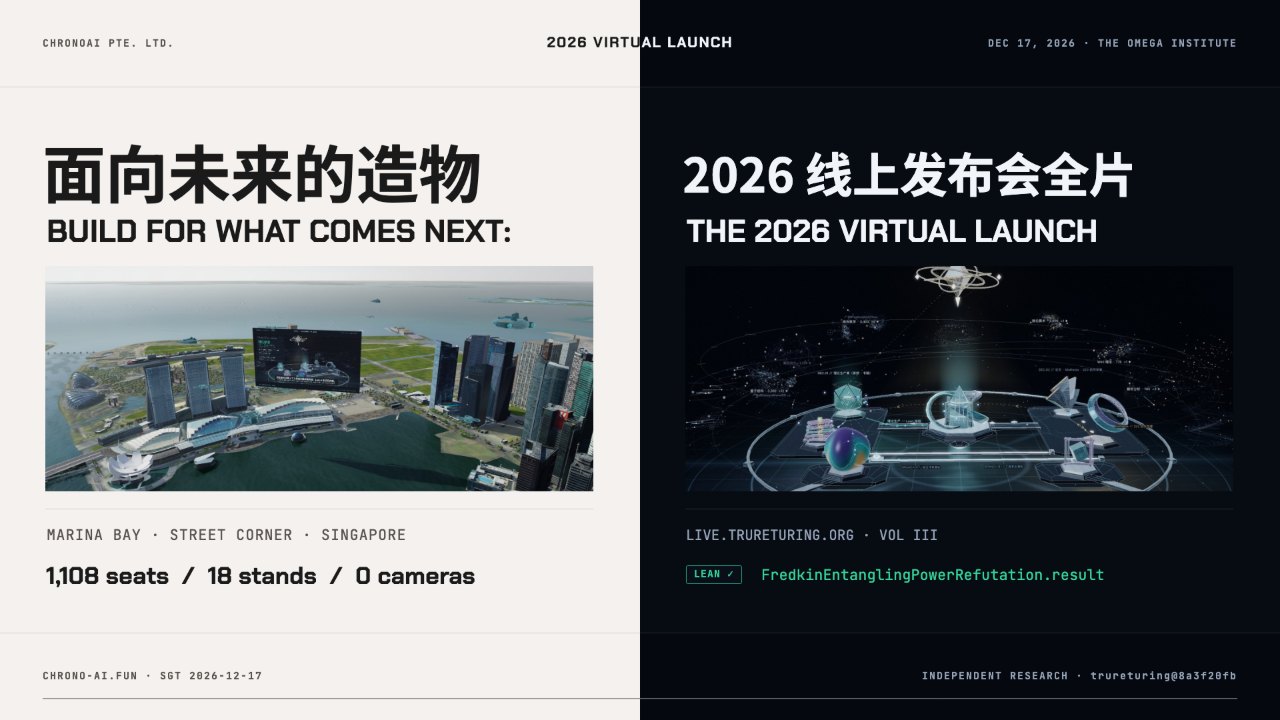 CHRONOAI PTE. LTD.
2026 VIRTUAL LAUNCH
DEC 17, 2026 · THE OMEGA INSTITUTE
面向未来的造物
BUILD FOR WHAT COMES NEXT:
MARINA BAY · STREET CORNER · SINGAPORE
1,108 seats / 18 stands / 0 cameras
CHRONO-AI.FUN · SGT 2026-12-17
2026 线上发布会全片
THE 2026 VIRTUAL LAUNCH
LIVE.TRURETURING.ORG · VOL III
LEAN ✓ FredkinEntanglingPowerRefutation.result
INDEPENDENT RESEARCH · trureturing@8a3f20fb